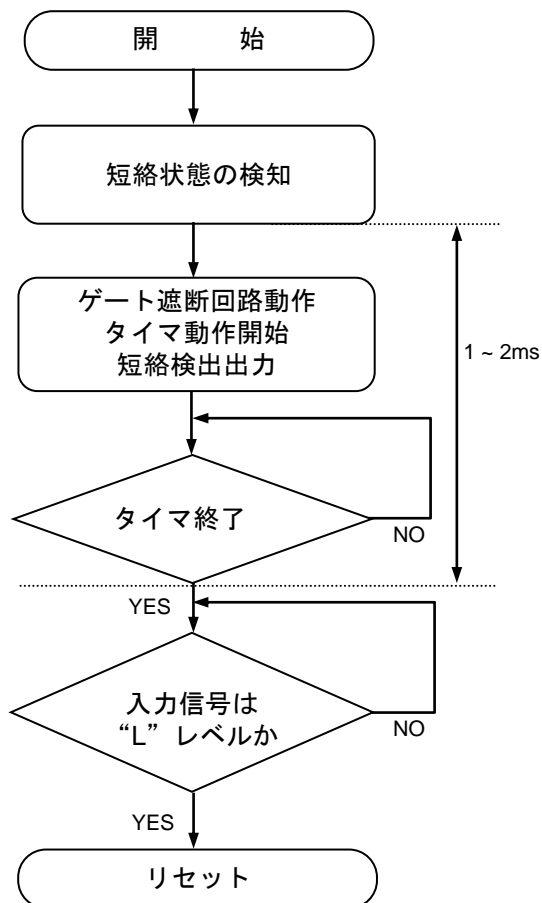 開 始
短絡状態の検知
ゲート遮断回路動作
タイマ動作開始
短絡検出出力
1 ~ 2ms
タイマ終了
NO
YES
入力信号は
“L”レベルか
NO
YES
リセット